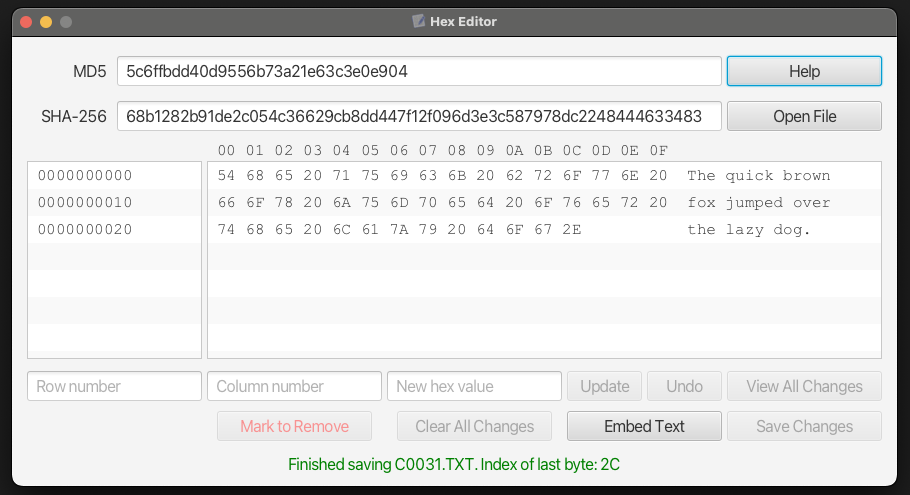 Hex Editor
MD5 5c6ffbdd40d9556b73a21e63c3e0e904 Help
SHA-256 68b1282b91de2c054c36629cb8dd447f12f096d3e3c587978dc2248444633483 Open File
00 01 02 03 04 05 06 07 08 09 0A 0B 0C 0D 0E 0F
0000000000 54 68 65 20 71 75 69 63 6B 20 62 72 6F 77 6E 20 The quick brown
0000000010 66 6F 78 20 6A 75 6D 70 65 64 20 6F 76 65 72 20 fox jumped over
0000000020 74 68 65 20 6C 61 7A 79 20 64 6F 67 2E the lazy dog.
Row number Column number New hex value Update Undo View All Changes
Mark to Remove Clear All Changes Embed Text Save Changes
Finished saving C0031.TXT. Index of last byte: 2C